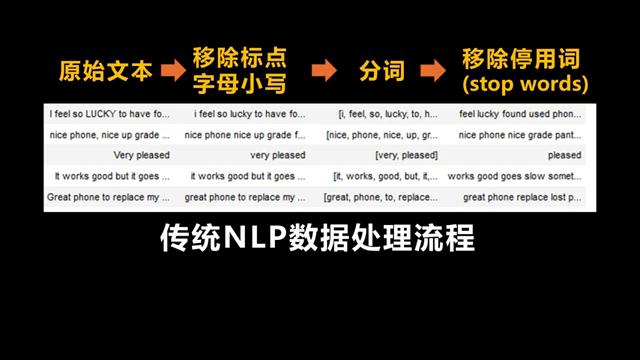 原始文本
移除标点
字母小写
分词
移除停用词
(stop words)
I feel so LUCKY to have fo... i feel so lucky to have fo... [i, feel, so, lucky, to, h... feel lucky found used phon...
nice phone, nice up grade ... nice phone nice up grade f... [nice, phone, nice, up, gr... nice phone nice grade pant...
Very pleased very pleased [very, pleased] pleased
It works good but it goes ... it works good but it goes ... [it, works, good, but, it,... works good goes slow somet...
Great phone to replace my ... great phone to replace my ... [great, phone, to, replace... great phone replace lost p...
传统NLP数据处理流程